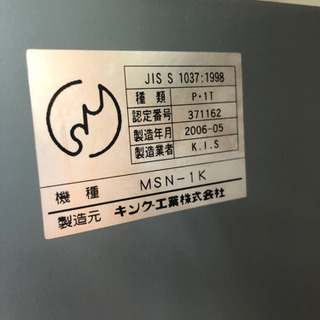 JIS S 1037:1998
種類 P・1T
認定番号 371162
製造年月 2006-05
製造業者 K.I.S
機種 MSN-1K
製造元 キング工業株式会社